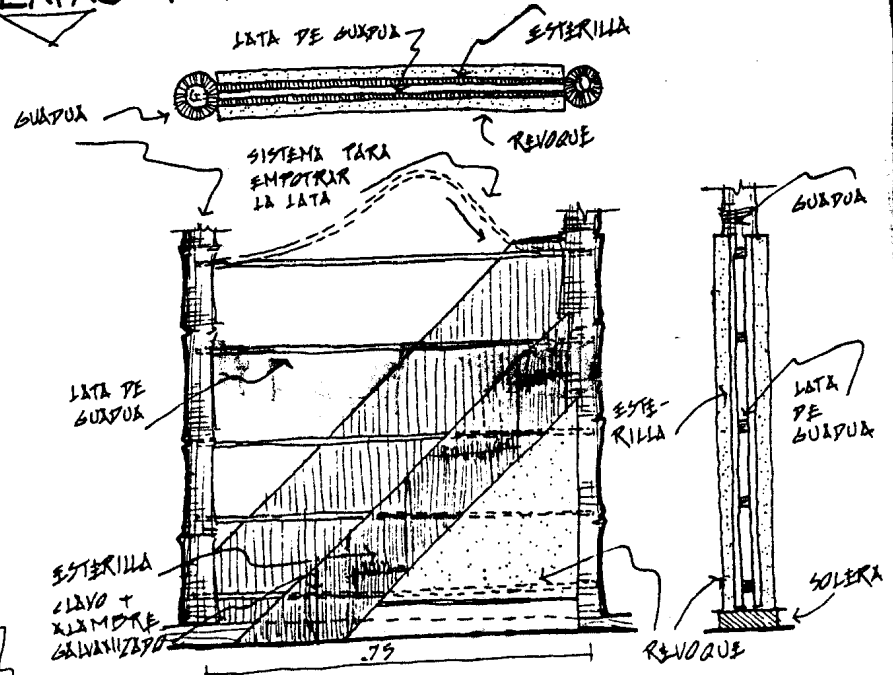 LATA DE GUADUA
ESTERILLA
GUADUA
REVOQUE
SISTEMA PARA
EMPOTRAR
LA LATA
GUADUA
LATA DE
GUADUA
ESTE-
RILLA
LATA
DE
GUADUA
ESTERILLA
CLAVO +
ALAMBRE
GALVANIZADO
SOLERA
.75
REVOQUE